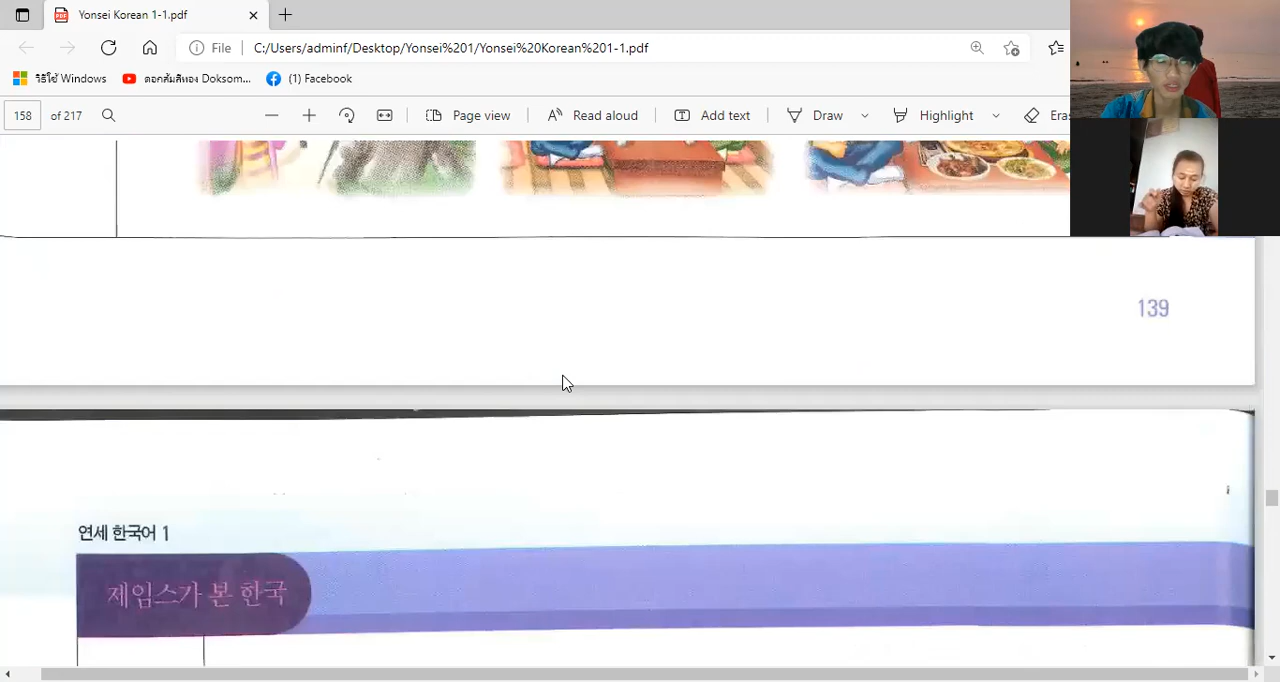 Yonsei Korean 1-1.pdf
File
C:/Users/adminf/Desktop/Yonsei%201/Yonsei%20Korean%201-1.pdf
วิธีใช้ Windows
ดอกส้มสีทอง Doksom...
(1) Facebook
158 of 217
Page view
Read aloud
Add text
Draw
Highlight
Era
139
연세 한국어 1
제임스가 본 한국